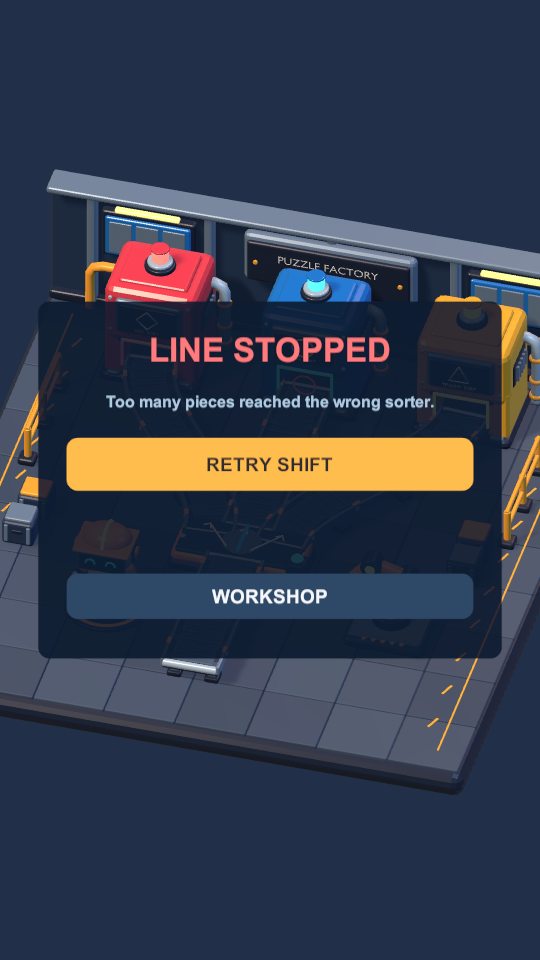 PUZZLE FACTORY
LINE STOPPED
Too many pieces reached the wrong sorter.
RETRY SHIFT
WORKSHOP